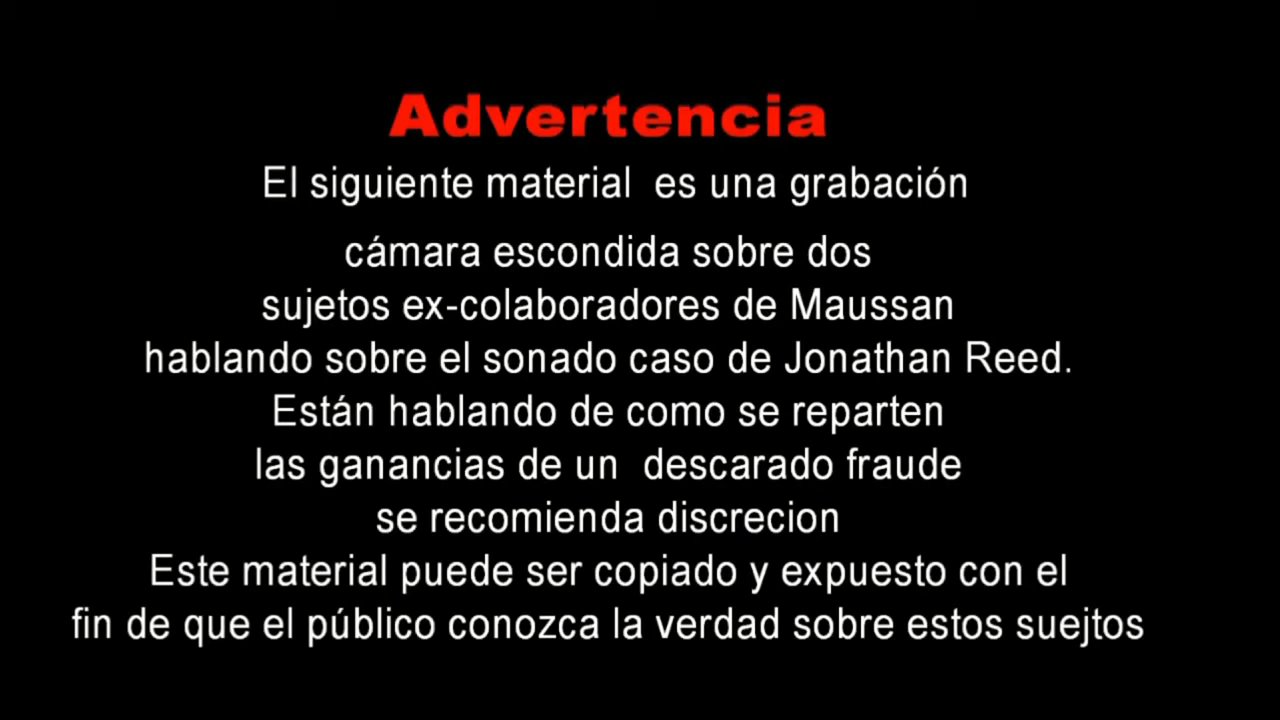 Advertencia
El siguiente material es una grabación
cámara escondida sobre dos
sujetos ex-colaboradores de Maussan
hablando sobre el sonado caso de Jonathan Reed.
Están hablando de como se reparten
las ganancias de un descarado fraude
se recomienda discrecion
Este material puede ser copiado y expuesto con el
fin de que el público conozca la verdad sobre estos suejtos